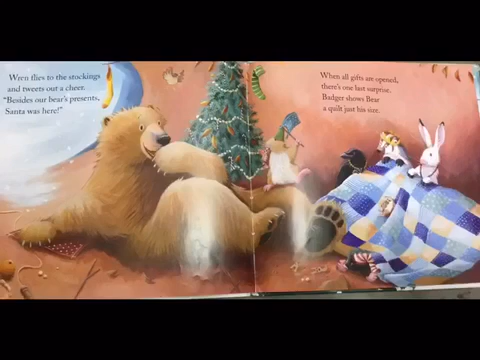 Wren flies to the stockings
and tweets out a cheer.
"Besides our bear's presents,
Santa was here!"
When all gifts are opened,
there's one last surprise.
Badger shows Bear
a quilt just his size.